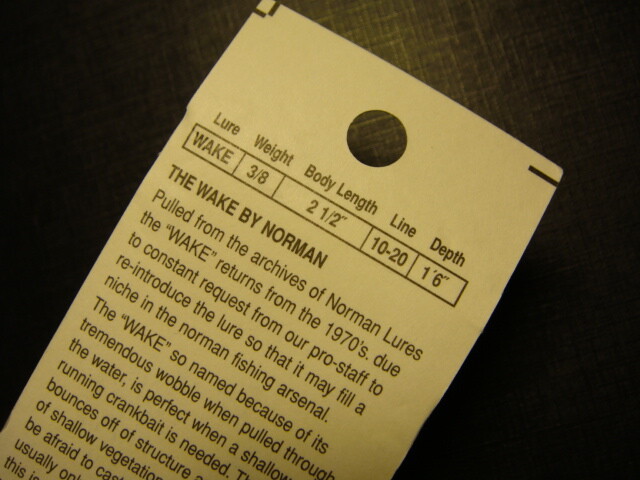 Lure Weight Body Length Line Depth
WAKE 3/8 2 1/2" 10-20 1'6"
THE WAKE BY NORMAN
Pulled from the archives of Norman Lures
the "WAKE" returns from the 1970's. due
to constant request from our pro-staff to
re-introduce the lure so that it may fill a
niche in the norman fishing arsenal.
The "WAKE" so named because of its
tremendous wobble when pulled through
the water, is perfect when a shallow
running crankbait is needed.
bounces off of structure
of shallow
be afraid to
usually
this